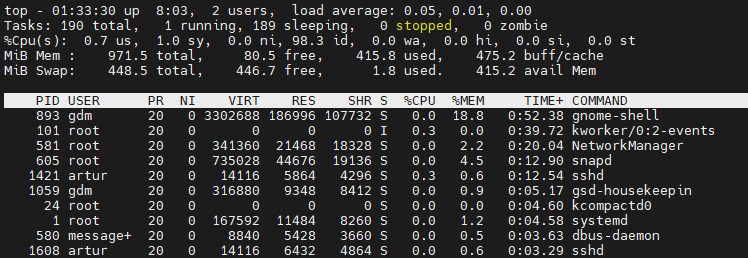 top - 01:33:30 up  8:03,  2 users,  load average: 0.05, 0.01, 0.00
Tasks: 190 total,   1 running, 189 sleeping,   0 stopped,   0 zombie
%Cpu(s):  0.7 us,  1.0 sy,  0.0 ni, 98.3 id,  0.0 wa,  0.0 hi,  0.0 si,  0.0 st
MiB Mem :    971.5 total,     80.5 free,    415.8 used,    475.2 buff/cache
MiB Swap:    448.5 total,    446.7 free,      1.8 used.    415.2 avail Mem
PID USER      PR  NI    VIRT    RES    SHR S  %CPU  %MEM     TIME+ COMMAND
893 gdm       20   0 3302688 186996 107732 S   0.0  18.8   0:52.38 gnome-shell
101 root      20   0       0      0      0 I   0.3   0.0   0:39.72 kworker/0:2-events
581 root      20   0  341360  21468  18328 S   0.0   2.2   0:20.04 NetworkManager
605 root      20   0  735028  44676  19136 S   0.0   4.5   0:12.90 snapd
1421 artur     20   0   14116   5864   4296 S   0.3   0.6   0:12.54 sshd
1059 gdm       20   0  316880   9348   8412 S   0.0   0.9   0:05.17 gsd-housekeepin
24 root      20   0       0      0      0 S   0.0   0.0   0:04.60 kcompactd0
1 root      20   0  167592  11484   8260 S   0.0   1.2   0:04.58 systemd
580 message+  20   0    8840   5428   3660 S   0.0   0.5   0:03.63 dbus-daemon
1608 artur     20   0   14116   6432   4864 S   0.0   0.6   0:03.29 sshd